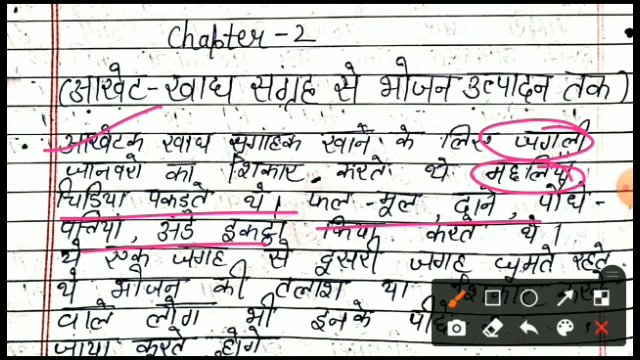 Chapter - 2
(आखेट-खाद्य संग्रह से भोजन उत्पादन तक)
आखेटक खाद्य संग्राहक खाने के लिए जंगली
जानवरो का शिकार करते थे मछलियां
चिडिया पकड़ते थे। फल-मूल, दाने, पौधे -
पत्तियां, अंडे इकट्ठा किया करते थे।
ये एक जगह से दूसरी जगह घूमते रहते
थे भोजन की तलाश या
वाले लोग भी इनके पीछे
जाया करते होंगे